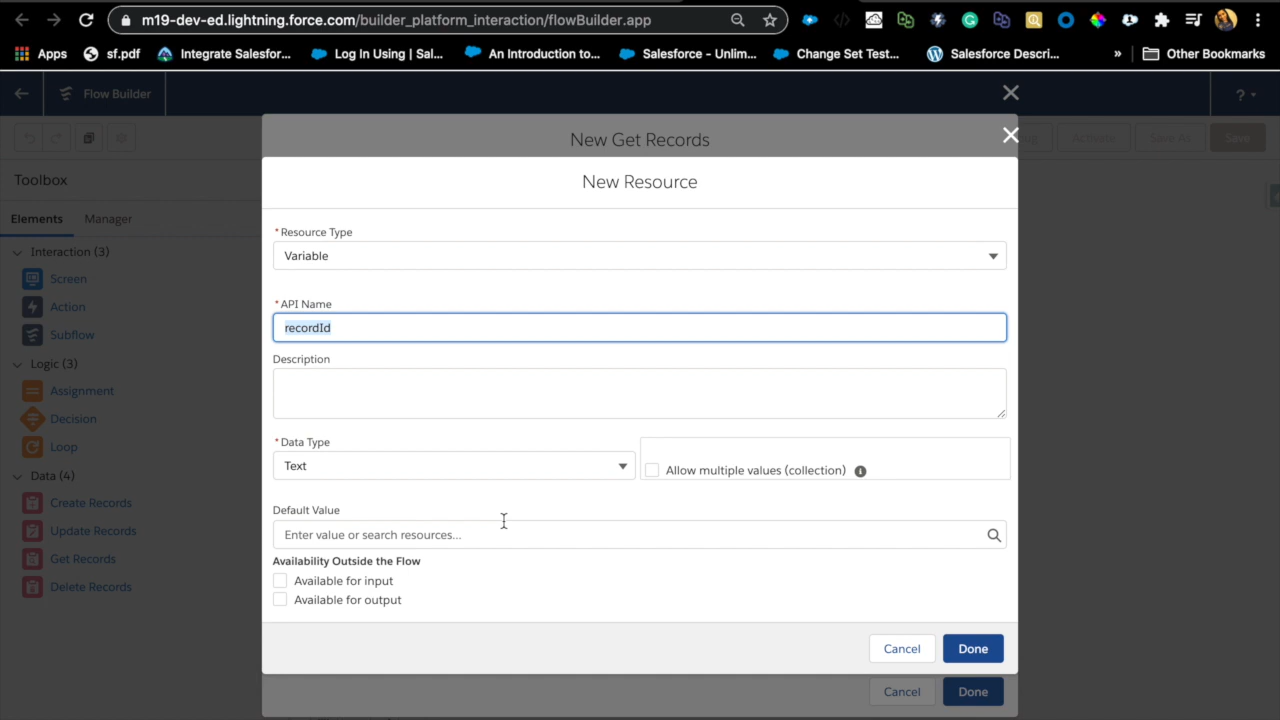 m19-dev-ed.lightning.force.com/builder_platform_interaction/flowBuilder.app
Apps sf.pdf Integrate Salesfor... Log In Using | Sal... An Introduction to... Salesforce - Unlim... Change Set Test... Salesforce Descri... » Other Bookmarks
Flow Builder ?
Activate Save As Save
New Get Records
New Resource
Toolbox
Elements Manager
Interaction (3)
Screen
Action
Subflow
Logic (3)
Assignment
Decision
Loop
Data (4)
Create Records
Update Records
Get Records
Delete Records
* Resource Type
Variable
* API Name
recordId
Description
* Data Type
Text
Allow multiple values (collection)
Default Value
Enter value or search resources...
Availability Outside the Flow
Available for input
Available for output
Cancel Done
Cancel Done